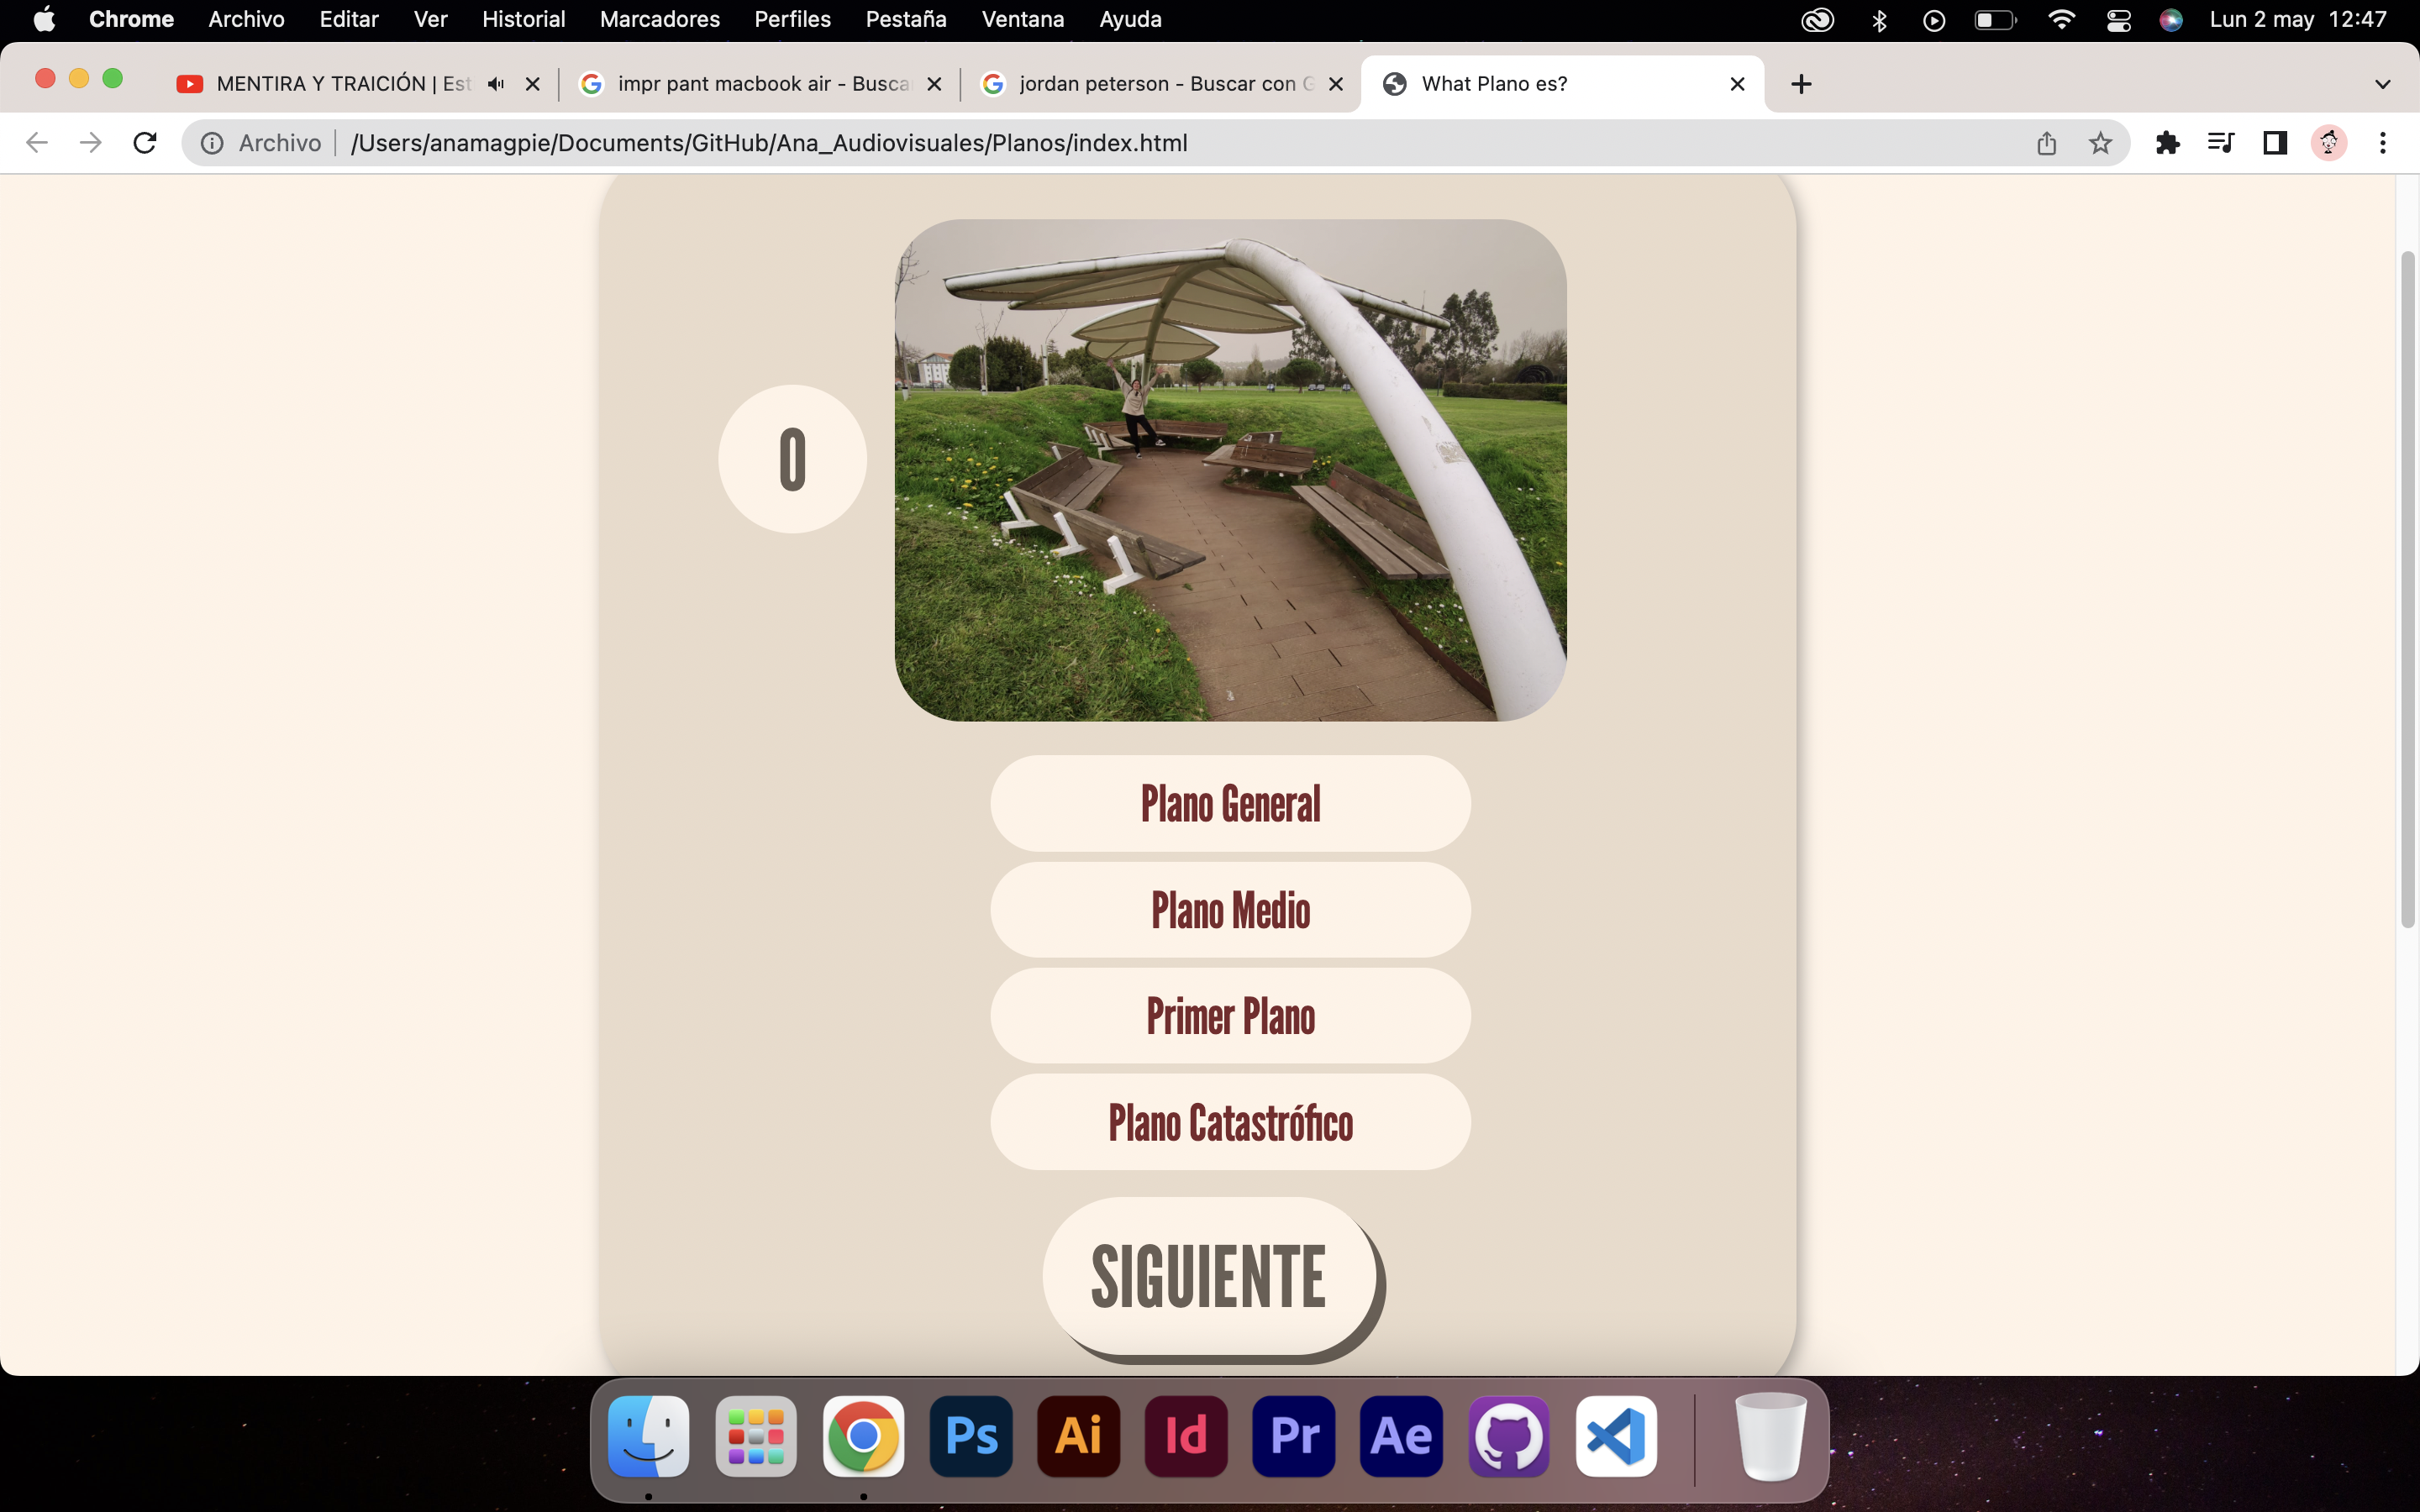 Chrome Archivo Editar Ver Historial Marcadores Perfiles Pestaña Ventana Ayuda Lun 2 may 12:47
MENTIRA Y TRAICIÓN | Est impr pant macbook air - Busca jordan peterson - Buscar con G What Plano es?
Archivo /Users/anamagpie/Documents/GitHub/Ana_Audiovisuales/Planos/index.html
0
Plano General
Plano Medio
Primer Plano
Plano Catastrófico
SIGUIENTE
Ps Ai Id Pr Ae